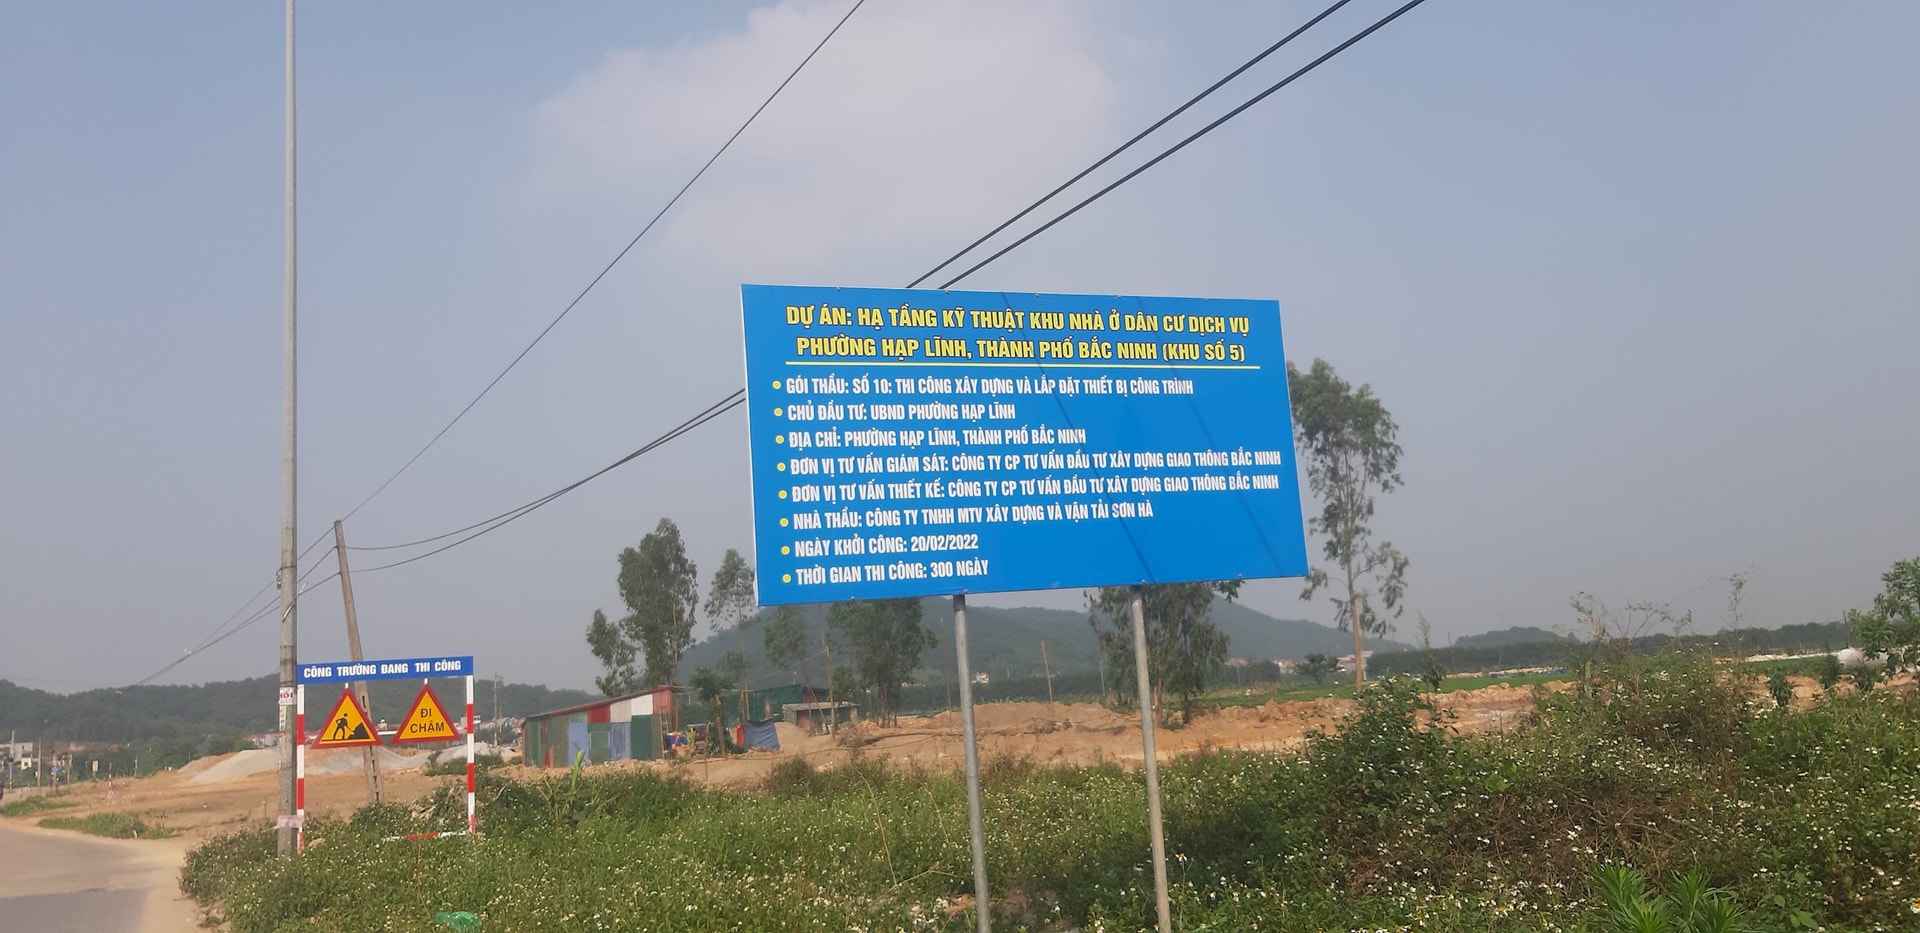 DỰ ÁN: HẠ TẦNG KỸ THUẬT KHU NHÀ Ở DÂN CƯ DỊCH VỤ
PHƯỜNG HẠP LĨNH, THÀNH PHỐ BẮC NINH (KHU SỐ 5)
GÓI THẦU: SỐ 10: THI CÔNG XÂY DỰNG VÀ LẮP ĐẶT THIẾT BỊ CÔNG TRÌNH
CHỦ ĐẦU TƯ: UBND PHƯỜNG HẠP LĨNH
ĐỊA CHỈ: PHƯỜNG HẠP LĨNH, THÀNH PHỐ BẮC NINH
ĐƠN VỊ TƯ VẤN GIÁM SÁT: CÔNG TY CP TƯ VẤN ĐẦU TƯ XÂY DỰNG GIAO THÔNG BẮC NINH
ĐƠN VỊ TƯ VẤN THIẾT KẾ: CÔNG TY CP TƯ VẤN ĐẦU TƯ XÂY DỰNG GIAO THÔNG BẮC NINH
NHÀ THẦU: CÔNG TY TNHH MTV XÂY DỰNG VÀ VẬN TẢI SƠN HÀ
NGÀY KHỞI CÔNG: 20/02/2022
THỜI GIAN THI CÔNG: 300 NGÀY
CÔNG TRƯỜNG ĐANG THI CÔNG
ĐI
CHẬM